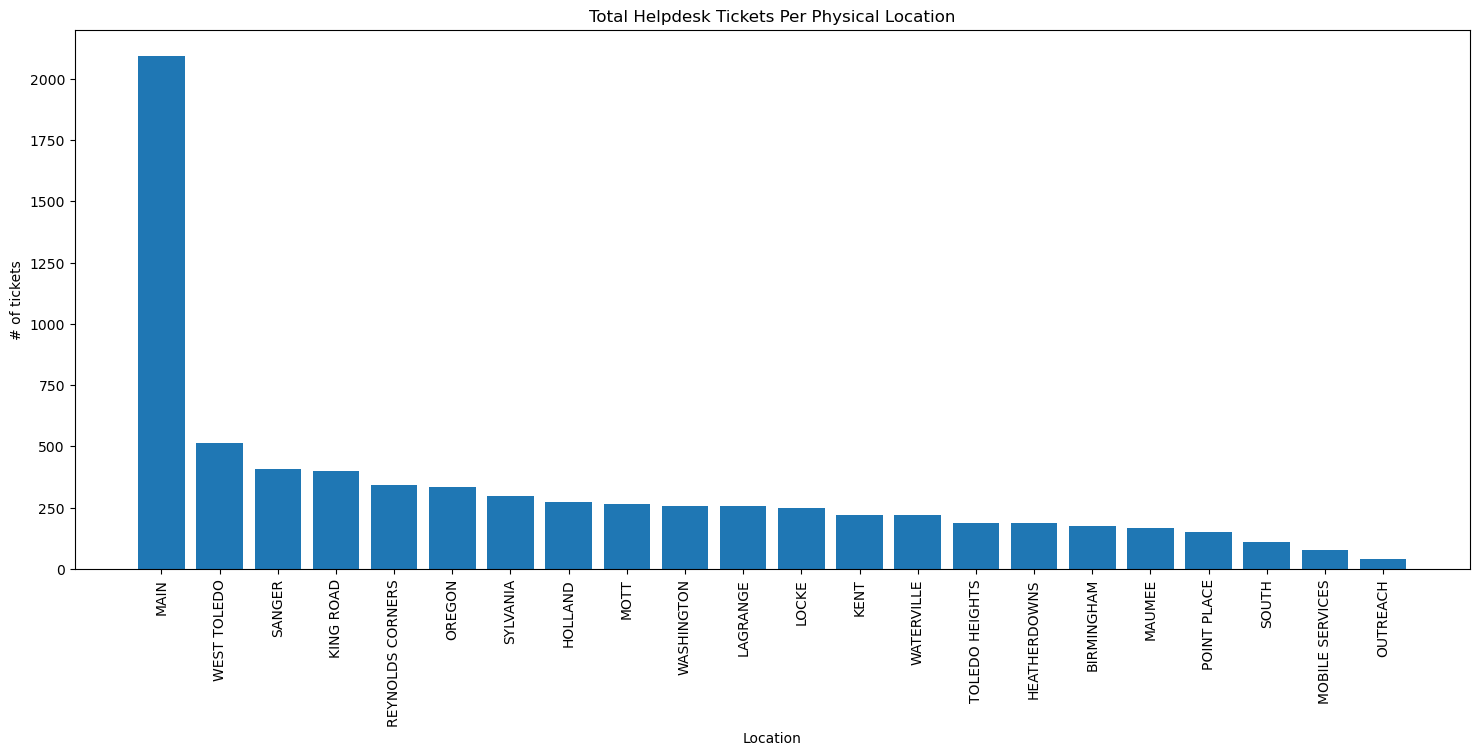 Total Helpdesk Tickets Per Physical Location
# of tickets
2000
1750
1500
1250
1000
750
500
250
0
MAIN
WEST TOLEDO
SANGER
KING ROAD
REYNOLDS CORNERS
OREGON
SYLVANIA
HOLLAND
MOTT
WASHINGTON
LAGRANGE
LOCKE
KENT
WATERVILLE
TOLEDO HEIGHTS
HEATHERDOWNS
BIRMINGHAM
MAUMEE
POINT PLACE
SOUTH
MOBILE SERVICES
OUTREACH
Location